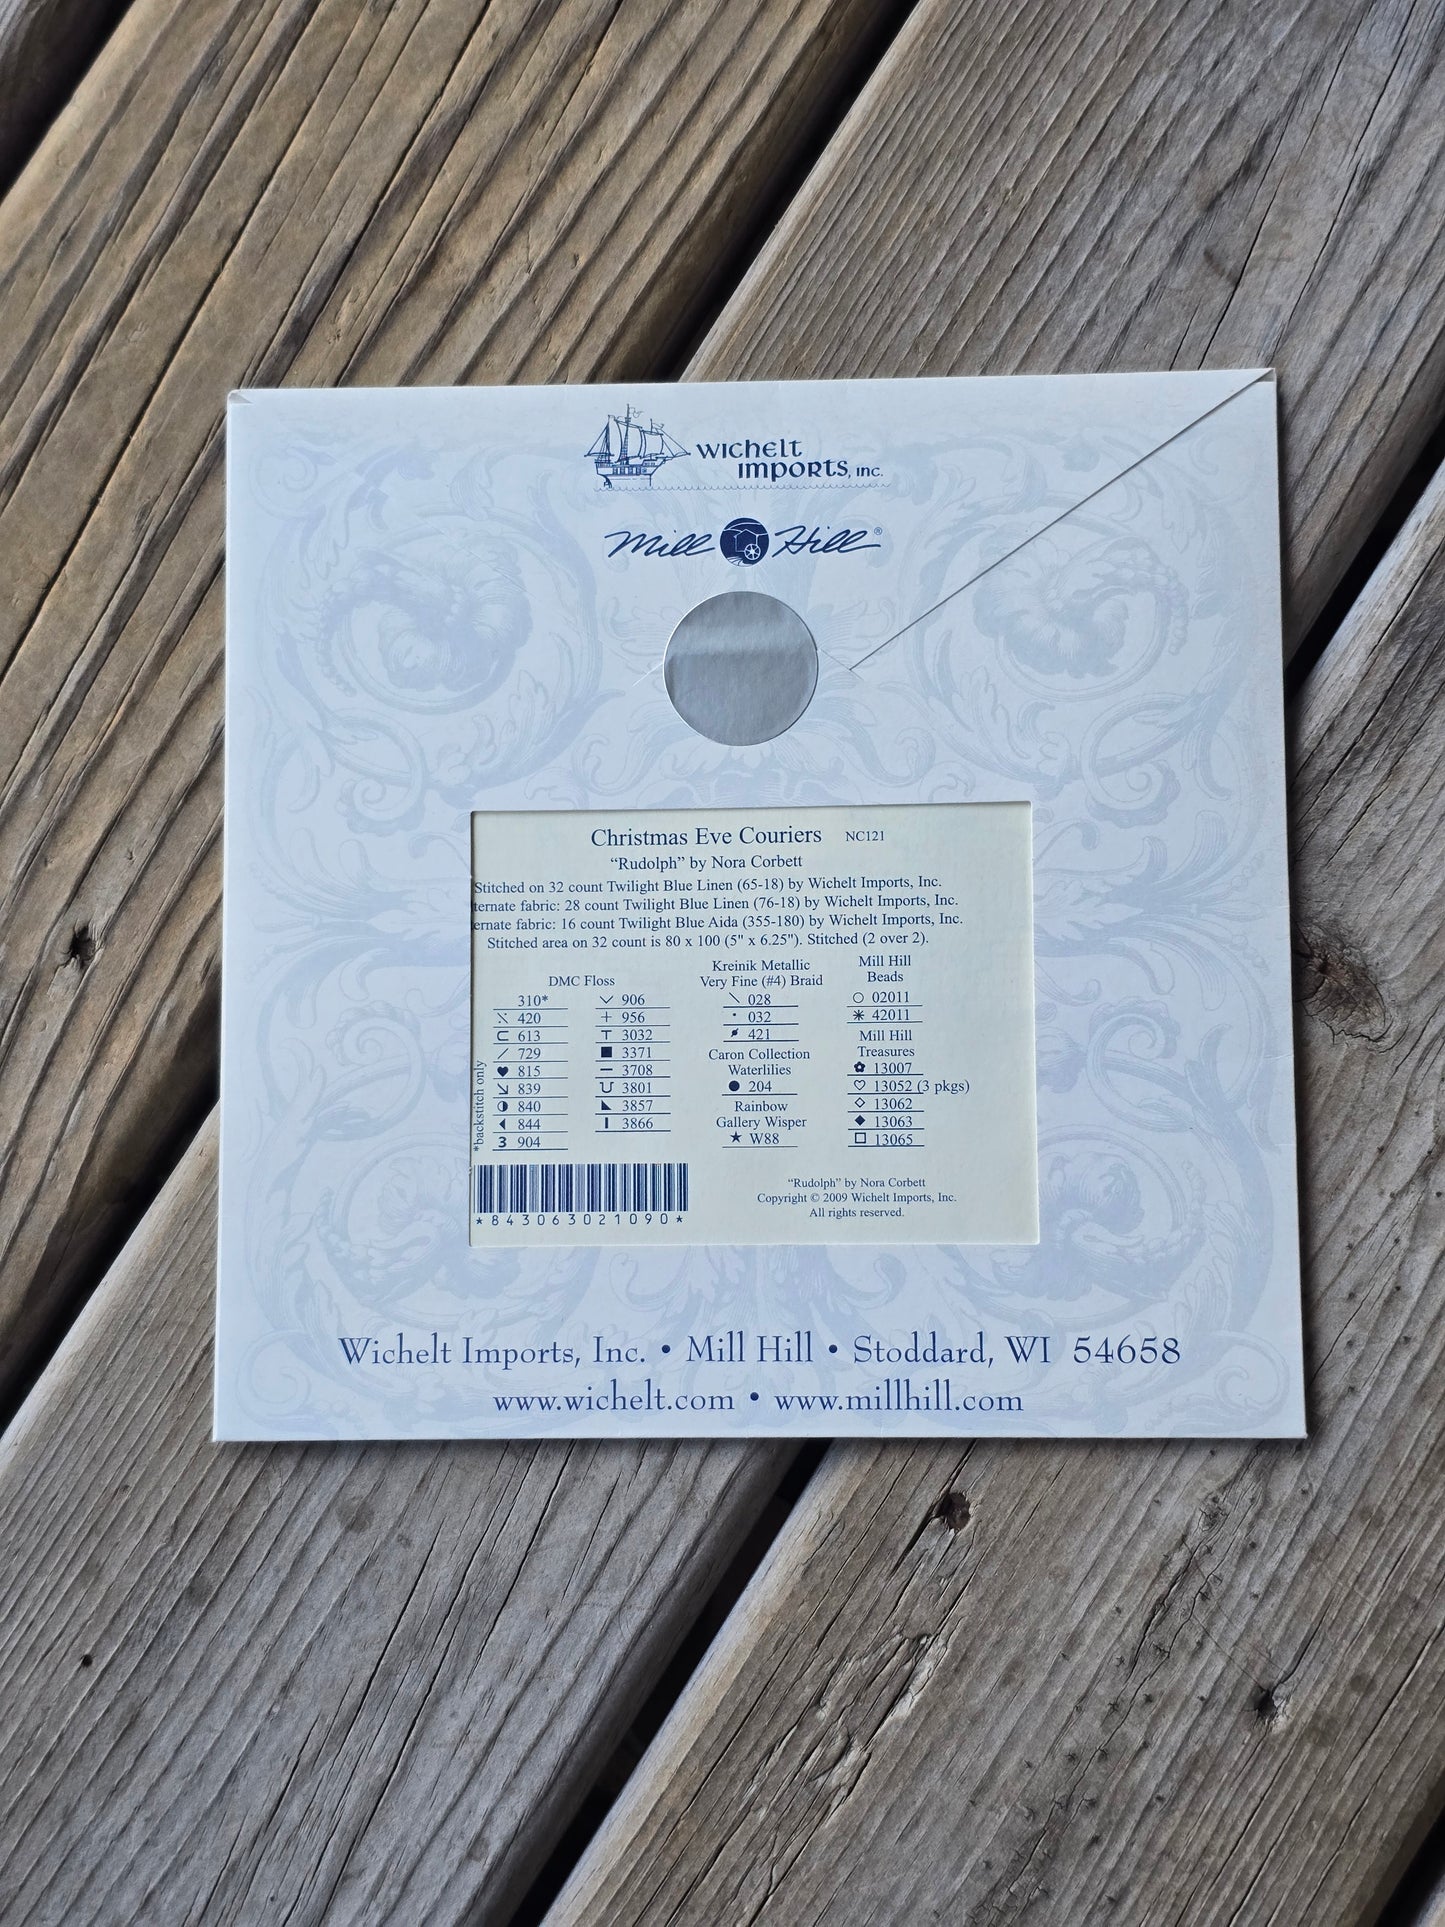 WICHELT
IMPORTS, INC.
Mill Hill®
Christmas Eve Couriers NC121
“Rudolph” by Nora Corbett
Stitched on 32 count Twilight Blue Linen (65-18) by Wichelt Imports, Inc.
ternate fabric: 28 count Twilight Blue Linen (76-18) by Wichelt Imports, Inc.
ernate fabric: 16 count Twilight Blue Aida (355-180) by Wichelt Imports, Inc.
Stitched area on 32 count is 80 x 100 (5" x 6.25"). Stitched (2 over 2).
DMC Floss
310*
420
613
729
815
839
840
844
3 904
*backstitch only
906
+ 956
3032
3371
3708
3801
3857
3866
Kreinik Metallic
Very Fine (#4) Braid
028
032
421
Caron Collection
Waterlilies
● 204
Rainbow
Gallery Wisper
★ W88
Mill Hill
Beads
02011
42011
Mill Hill
Treasures
13007
♡ 13052 (3 pkgs)
◇ 13062
◆ 13063
□ 13065
*843063021090*
“Rudolph” by Nora Corbett
Copyright © 2009 Wichelt Imports, Inc.
All rights reserved.
Wichelt Imports, Inc. • Mill Hill • Stoddard, WI 54658
www.wichelt.com • www.millhill.com